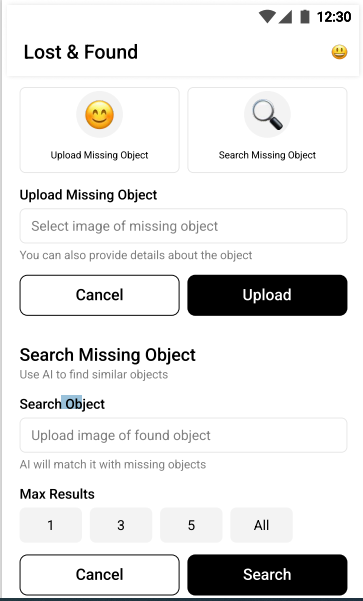 12:30
Lost & Found
Upload Missing Object
Search Missing Object
Upload Missing Object
Select image of missing object
You can also provide details about the object
Cancel
Upload
Search Missing Object
Use AI to find similar objects
Search Object
Upload image of found object
AI will match it with missing objects
Max Results
1
3
5
All
Cancel
Search